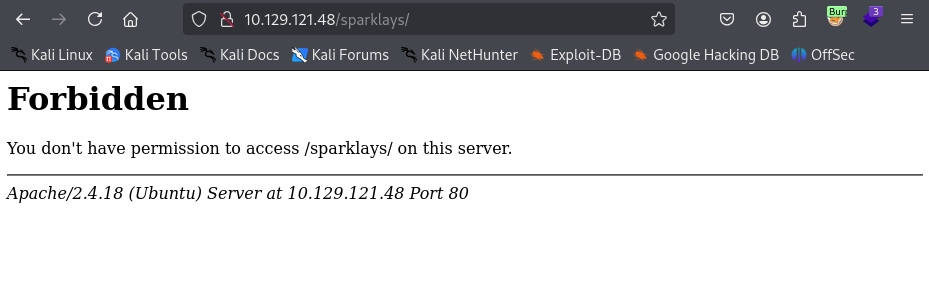 10.129.121.48/sparklays/
3
Kali Linux Kali Tools Kali Docs Kali Forums Kali NetHunter Exploit-DB Google Hacking DB OffSec
Forbidden
You don't have permission to access /sparklays/ on this server.
Apache/2.4.18 (Ubuntu) Server at 10.129.121.48 Port 80